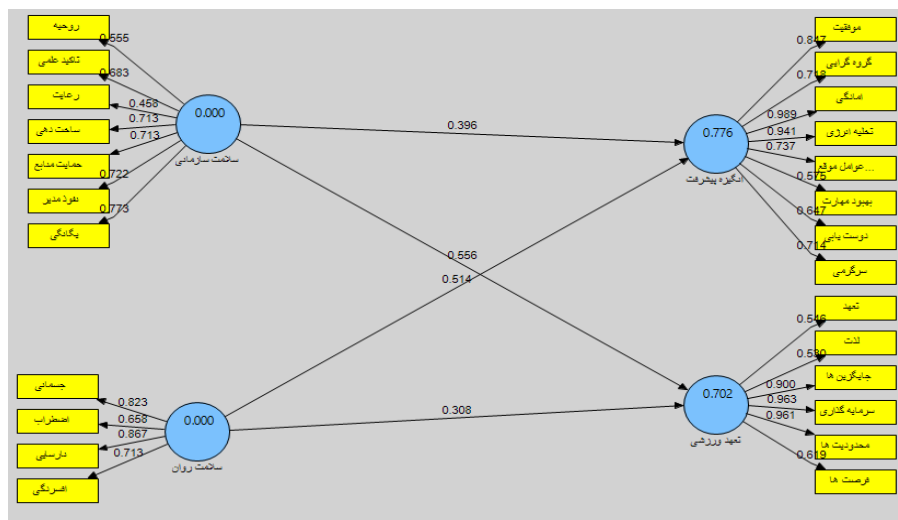 روحیه
0.555
تاکید علمی
0.683
رعایت
0.458
ساخت دهی
0.713
حمایت منابع
0.713
نفوذ مدیر
0.722
یگانگی
0.773
0.000
سلامت سازمانی
0.396
0.556
0.514
0.308
0.776
انگیزه پیشرفت
موفقیت
0.847
گروه گرایی
0.718
امادگی
0.989
تخلیه انرژی
0.941
عوامل موقع...
0.737
بهبود مهارت
0.575
دوست یابی
0.647
سرگرمی
0.714
جسمانی
0.823
اضطراب
0.658
نارسایی
0.867
افسردگی
0.713
0.000
سلامت روان
0.702
تعهد ورزشی
تعهد
0.546
لذت
0.530
جایگزین ها
0.900
سرمایه گذاری
0.963
محدودیت ها
0.961
فرصت ها
0.619